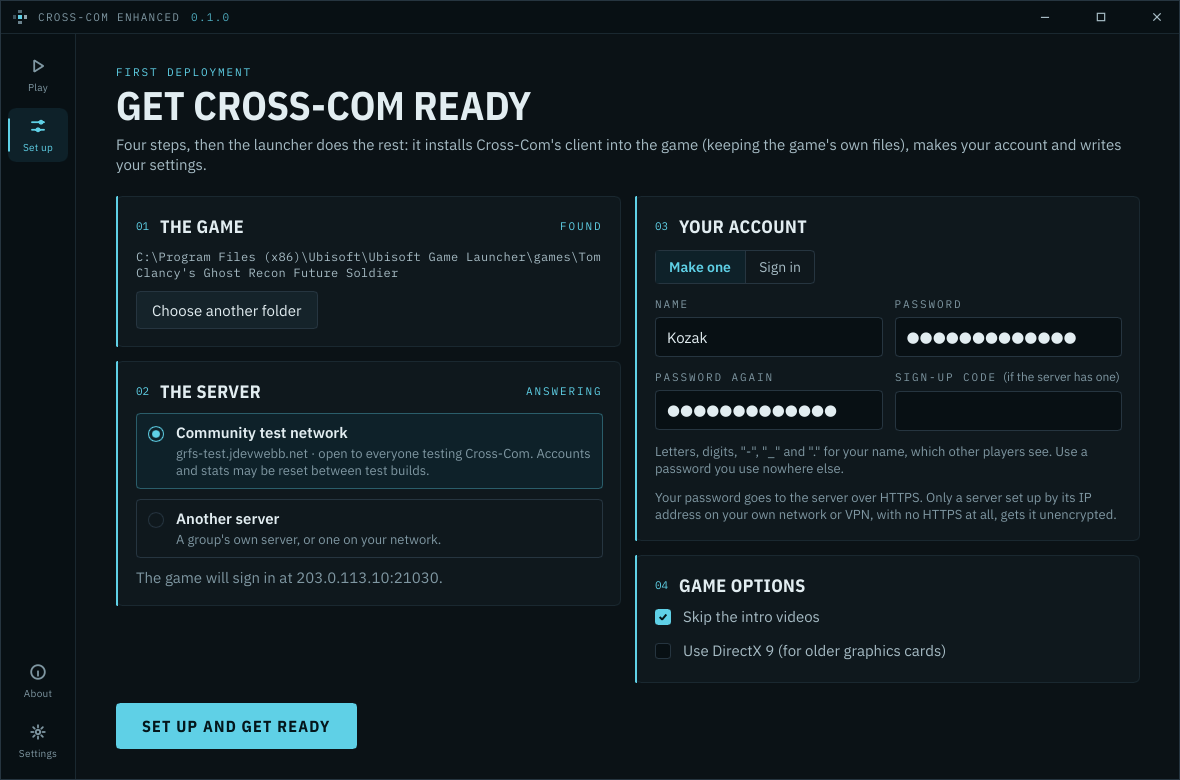 CROSS-COM ENHANCED 0.1.0
Play
Set up
About
Settings
FIRST DEPLOYMENT
GET CROSS-COM READY
Four steps, then the launcher does the rest: it installs Cross-Com's client into the game (keeping the game's own files), makes your account and writes
your settings.
01 THE GAME FOUND
C:\Program Files (x86)\Ubisoft\Ubisoft Game Launcher\games\Tom
Clancy's Ghost Recon Future Soldier
Choose another folder
02 THE SERVER ANSWERING
Community test network
grfs-test.jdevwebb.net · open to everyone testing Cross-Com. Accounts
and stats may be reset between test builds.
Another server
A group's own server, or one on your network.
The game will sign in at 203.0.113.10:21030.
03 YOUR ACCOUNT
Make one Sign in
NAME PASSWORD
Kozak ●●●●●●●●●●●●●
PASSWORD AGAIN SIGN-UP CODE (if the server has one)
●●●●●●●●●●●●●
Letters, digits, "-", "_" and "." for your name, which other players see. Use a
password you use nowhere else.
Your password goes to the server over HTTPS. Only a server set up by its IP
address on your own network or VPN, with no HTTPS at all, gets it unencrypted.
04 GAME OPTIONS
Skip the intro videos
Use DirectX 9 (for older graphics cards)
SET UP AND GET READY